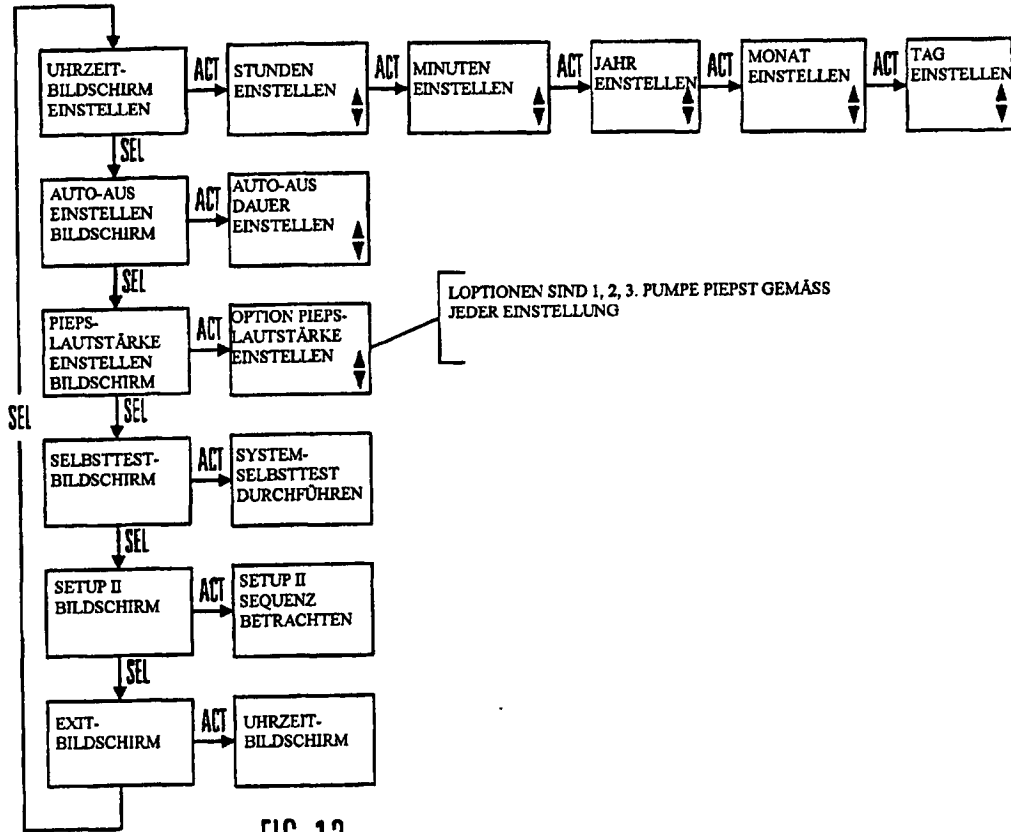 UHRZEIT-
BILDSCHIRM
EINSTELLEN
ACT
STUNDEN
EINSTELLEN
ACT
MINUTEN
EINSTELLEN
ACT
JAHR
EINSTELLEN
ACT
MONAT
EINSTELLEN
ACT
TAG
EINSTELLEN
SEL
AUTO-AUS
EINSTELLEN
BILDSCHIRM
ACT
AUTO-AUS
DAUER
EINSTELLEN
SEL
PIEPS-
LAUTSTÄRKE
EINSTELLEN
BILDSCHIRM
ACT
OPTION PIEPS-
LAUTSTÄRKE
EINSTELLEN
LOPTIONEN SIND 1, 2, 3. PUMPE PIEPST GEMÄSS
JEDER EINSTELLUNG
SEL
SEL
SELBSTTEST-
BILDSCHIRM
ACT
SYSTEM-
SELBSTTEST
DURCHFÜHREN
SEL
SETUP II
BILDSCHIRM
ACT
SETUP II
SEQUENZ
BETRACHTEN
SEL
EXIT-
BILDSCHIRM
ACT
UHRZEIT-
BILDSCHIRM